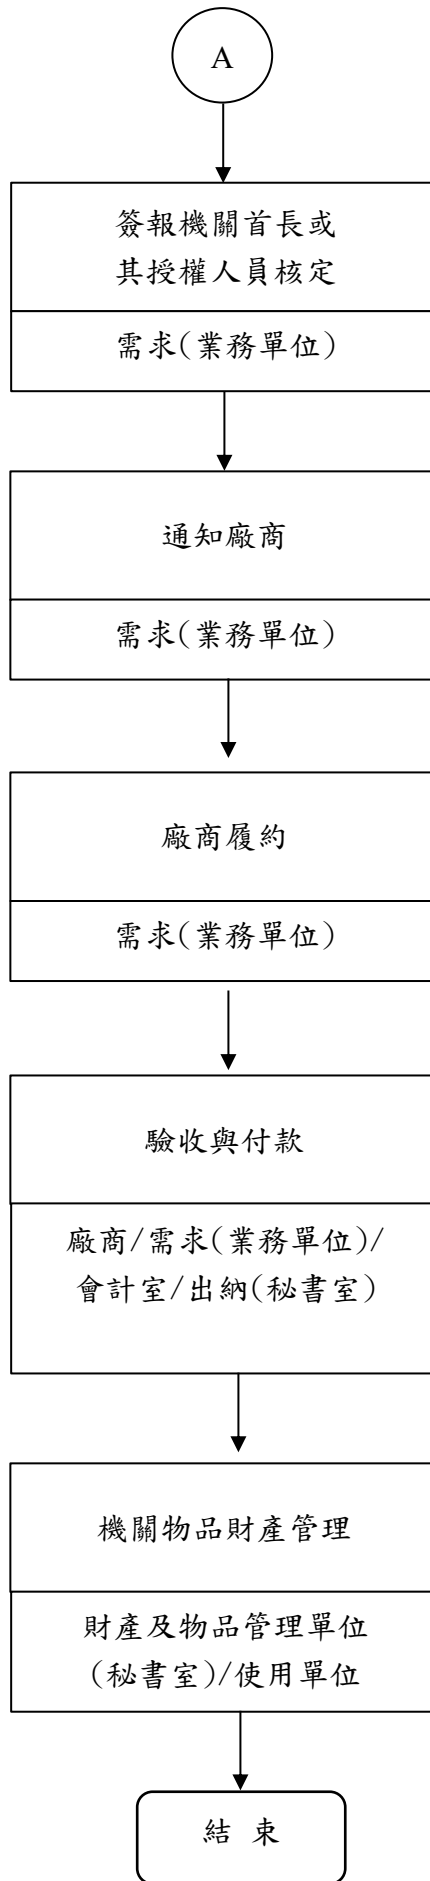 A
簽報機關首長或
其授權人員核定
需求(業務單位)
通知廠商
需求(業務單位)
廠商履約
需求(業務單位)
驗收與付款
廠商/需求(業務單位)/
會計室/出納(秘書室)
機關物品財產管理
財產及物品管理單位
(秘書室)/使用單位
結 束